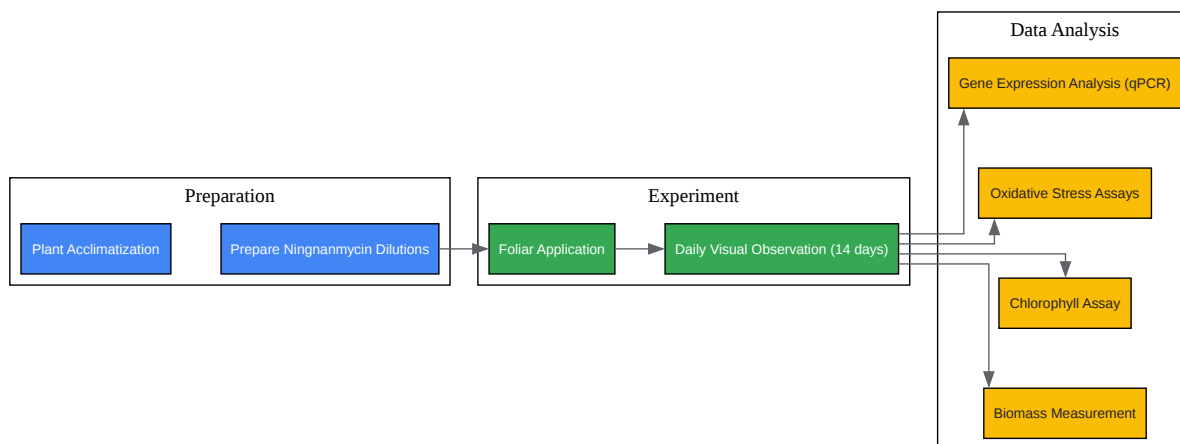 Preparation
Plant Acclimatization
Prepare Ningnanmycin Dilutions
Experiment
Foliar Application
Daily Visual Observation (14 days)
Data Analysis
Gene Expression Analysis (qPCR)
Oxidative Stress Assays
Chlorophyll Assay
Biomass Measurement